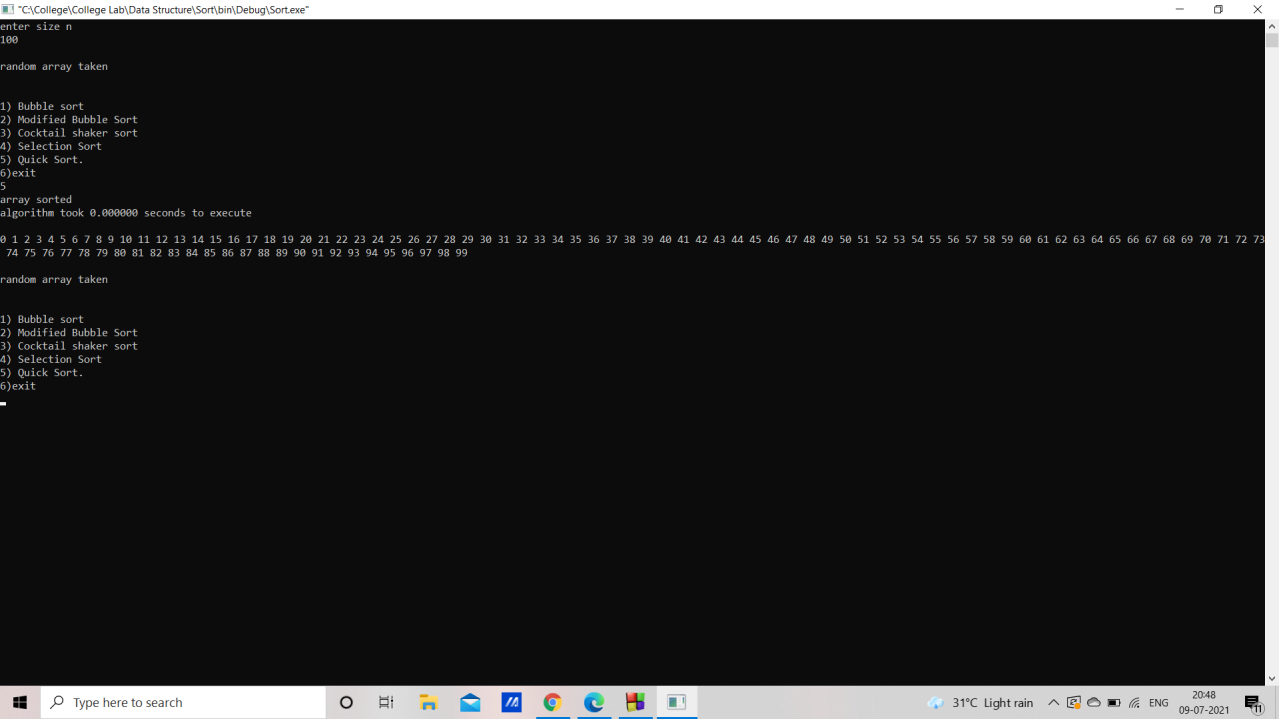 "C:\College\College Lab\Data Structure\Sort\bin\Debug\Sort.exe"
enter size n
100
random array taken
1) Bubble sort
2) Modified Bubble Sort
3) Cocktail shaker sort
4) Selection Sort
5) Quick Sort.
6)exit
5
array sorted
algorithm took 0.000000 seconds to execute
0 1 2 3 4 5 6 7 8 9 10 11 12 13 14 15 16 17 18 19 20 21 22 23 24 25 26 27 28 29 30 31 32 33 34 35 36 37 38 39 40 41 42 43 44 45 46 47 48 49 50 51 52 53 54 55 56 57 58 59 60 61 62 63 64 65 66 67 68 69 70 71 72 73
74 75 76 77 78 79 80 81 82 83 84 85 86 87 88 89 90 91 92 93 94 95 96 97 98 99
random array taken
1) Bubble sort
2) Modified Bubble Sort
3) Cocktail shaker sort
4) Selection Sort
5) Quick Sort.
6)exit
Type here to search
31°C Light rain
ENG
20:48
09-07-2021
11